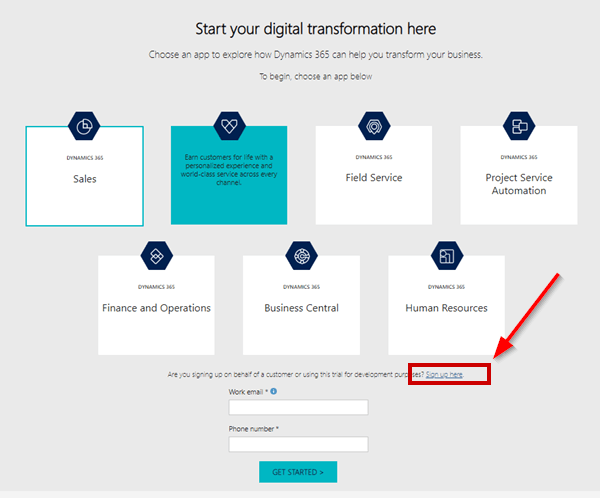 Start your digital transformation here
Choose an app to explore how Dynamics 365 can help you transform your business.
To begin, choose an app below
DYNAMICS 365
Sales
Earn customers for life with a
personalized experience and
world-class service across every
channel.
DYNAMICS 365
Field Service
DYNAMICS 365
Project Service
Automation
DYNAMICS 365
Finance and Operations
DYNAMICS 365
Business Central
DYNAMICS 365
Human Resources
Are you signing up on behalf of a customer or using this trial for development purposes? Sign up here.
Work email *
Phone number *
GET STARTED >